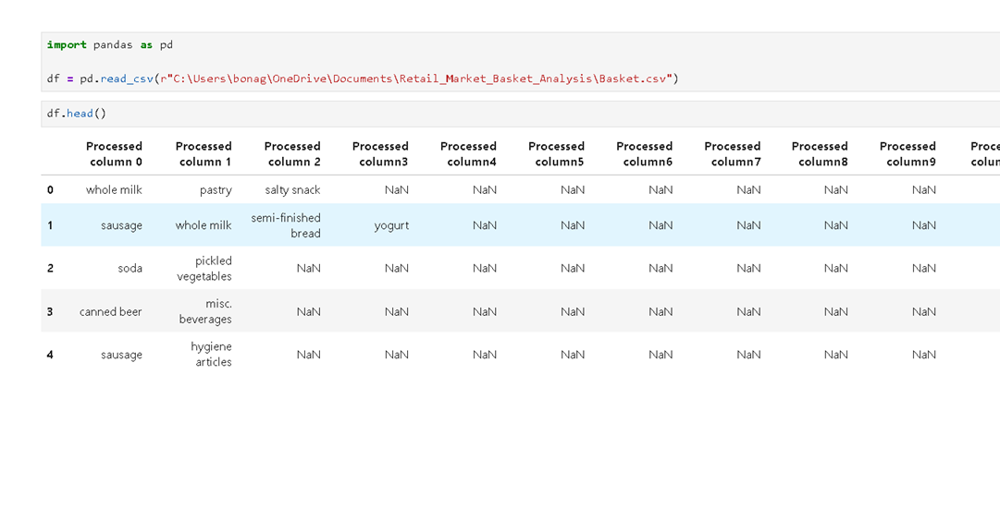 import pandas as pd
df = pd.read_csv(r"C:\Users\bonag\OneDrive\Documents\Retail_Market_Basket_Analysis\Basket.csv")
df.head()
Processed Processed Processed Processed Processed Processed Processed Processed Processed Processed Proce
column 0 column 1 column 2 column3 column4 column5 column6 column7 column8 column9 colun
0 whole milk pastry salty snack NaN NaN NaN NaN NaN NaN NaN
semi-finished
1 sausage whole milk yogurt NaN NaN NaN NaN NaN NaN
bread
pickled
2 soda NaN NaN NaN NaN NaN NaN NaN NaN
vegetables
misc.
3 canned beer NaN NaN NaN NaN NaN NaN NaN NaN
beverages
hygiene
4 sausage NaN NaN NaN NaN NaN NaN NaN NaN
articles